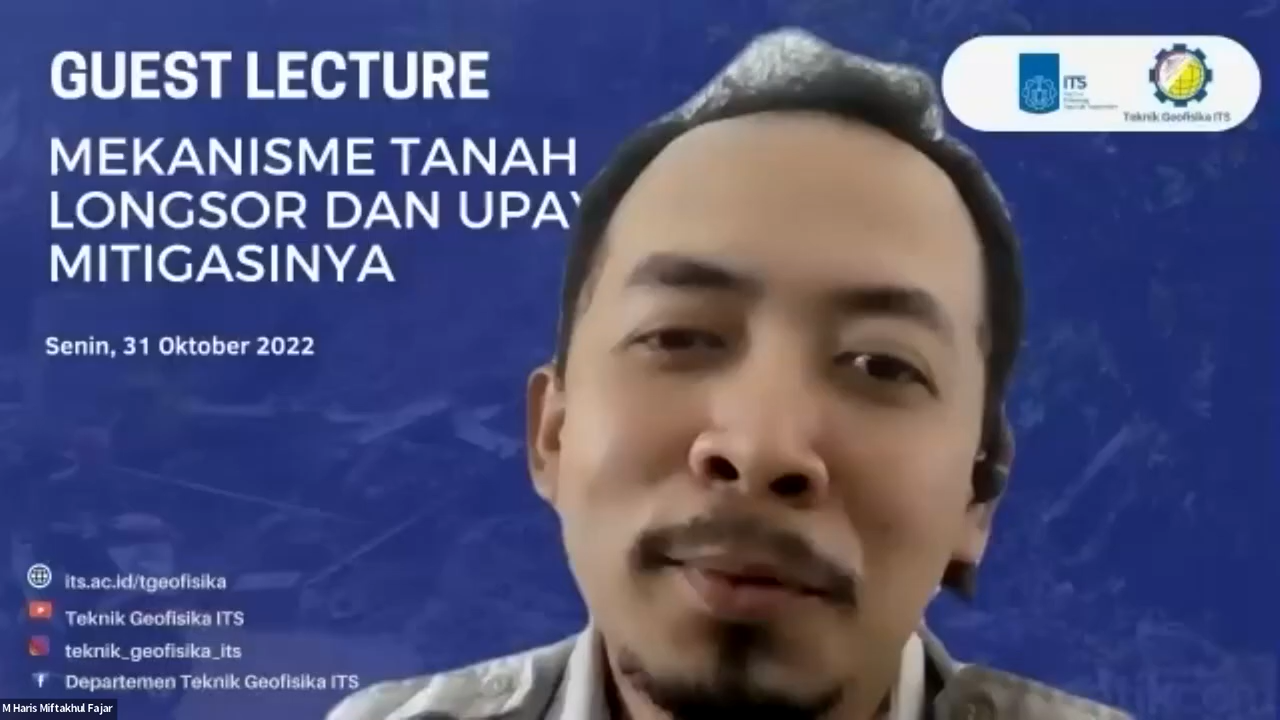 GUEST LECTURE
MEKANISME TANAH
LONGSOR DAN UPAY
MITIGASINYA
Senin, 31 Oktober 2022
ITS
Teknik Geofisika ITS
its.ac.id/tgeofisika
Teknik Geofisika ITS
teknik_geofisika_its
Departemen Teknik Geofisika ITS
M Haris Miftakhul Fajar